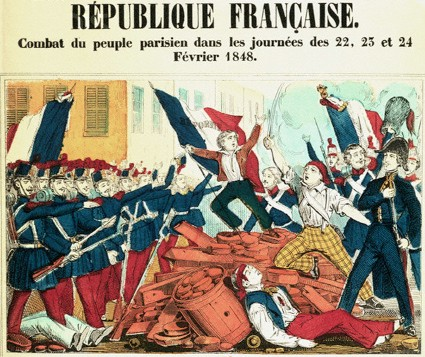 RÉPUBLIQUE FRANÇAISE.
Combat du peuple parisien dans les journées des 22, 23 et 24
Février 1848.